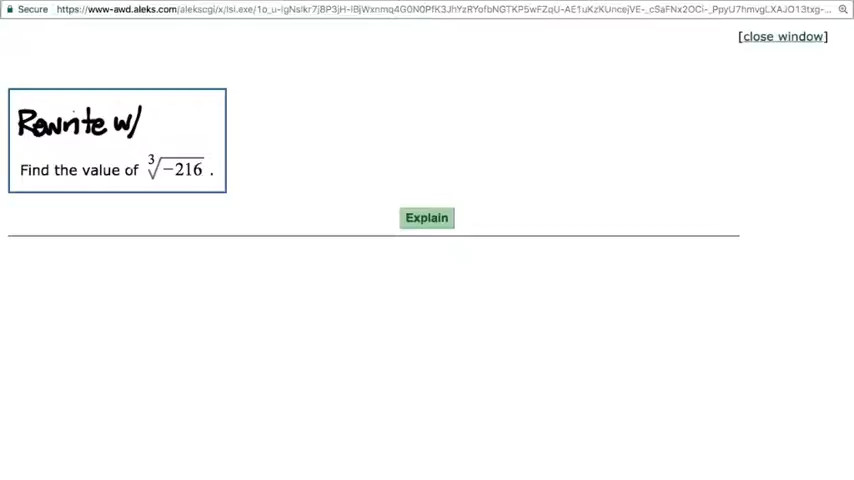 Secure
[close window]
Rewrite w/
Find the value of ∛−216 .
Explain